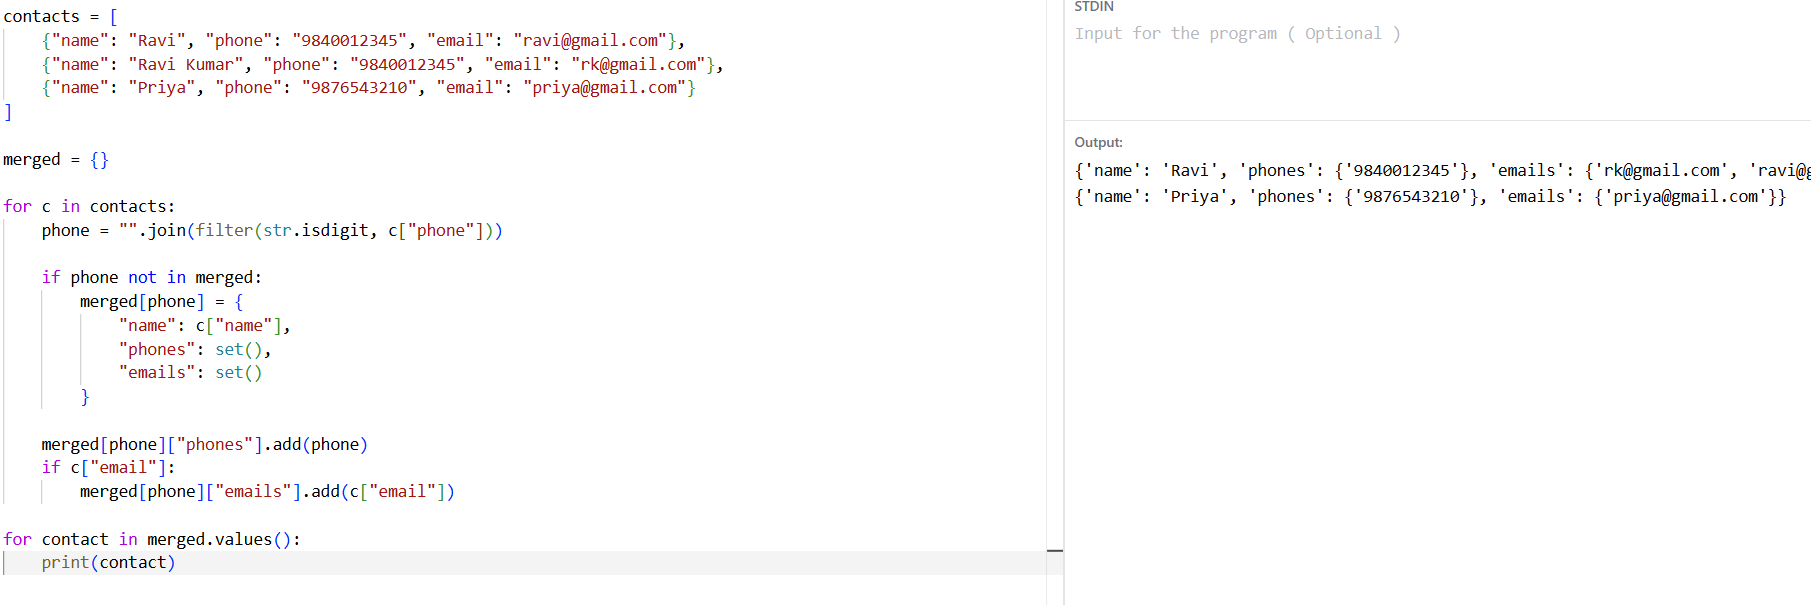 contacts = [
    {"name": "Ravi", "phone": "9840012345", "email": "ravi@gmail.com"},
    {"name": "Ravi Kumar", "phone": "9840012345", "email": "rk@gmail.com"},
    {"name": "Priya", "phone": "9876543210", "email": "priya@gmail.com"}
]
merged = {}
for c in contacts:
    phone = "".join(filter(str.isdigit, c["phone"]))
    if phone not in merged:
        merged[phone] = {
            "name": c["name"],
            "phones": set(),
            "emails": set()
        }
    merged[phone]["phones"].add(phone)
    if c["email"]:
        merged[phone]["emails"].add(c["email"])
for contact in merged.values():
    print(contact)
STDIN
Input for the program ( Optional )
Output:
{'name': 'Ravi', 'phones': {'9840012345'}, 'emails': {'rk@gmail.com', 'ravi@g
{'name': 'Priya', 'phones': {'9876543210'}, 'emails': {'priya@gmail.com'}}